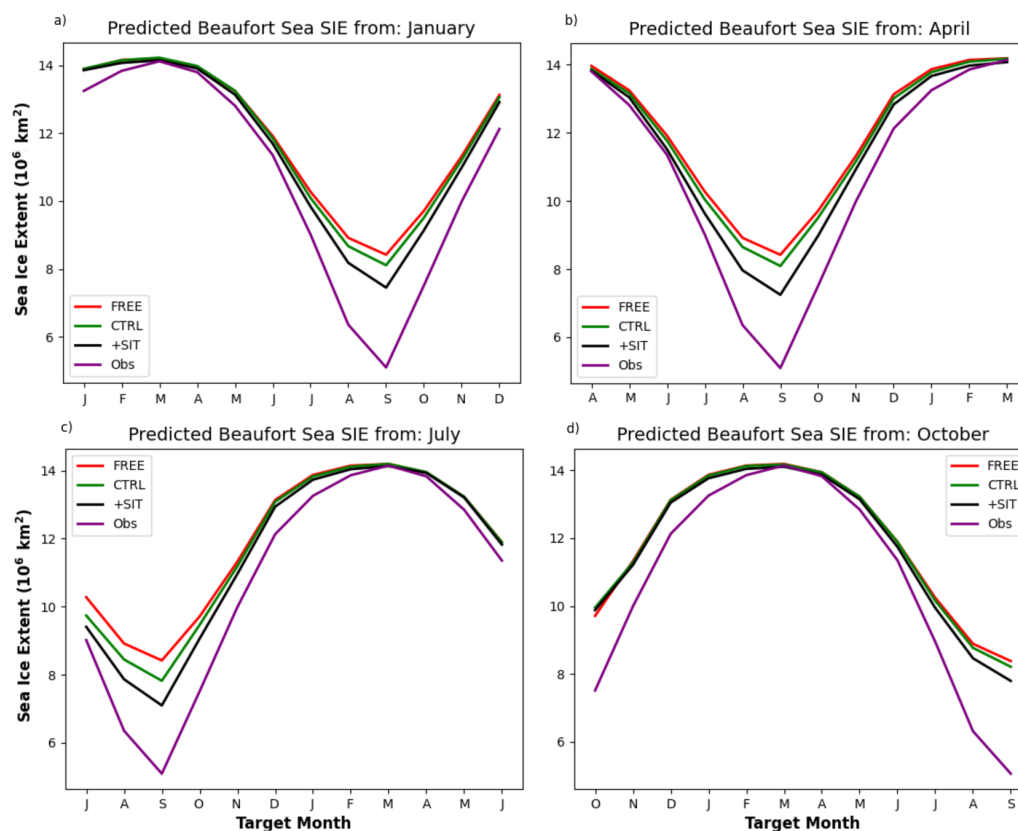 a)
Predicted Beaufort Sea SIE from: January
Sea Ice Extent (10⁶ km²)
14
12
10
8
6
FREE
CTRL
+SIT
Obs
J F M A M J J A S O N D
b)
Predicted Beaufort Sea SIE from: April
14
12
10
8
6
FREE
CTRL
+SIT
Obs
A M J J A S O N D J F M
c)
Predicted Beaufort Sea SIE from: July
Sea Ice Extent (10⁶ km²)
14
12
10
8
6
FREE
CTRL
+SIT
Obs
J A S O N D J F M A M J
Target Month
d)
Predicted Beaufort Sea SIE from: October
14
12
10
8
6
FREE
CTRL
+SIT
Obs
O N D J F M A M J J A S
Target Month